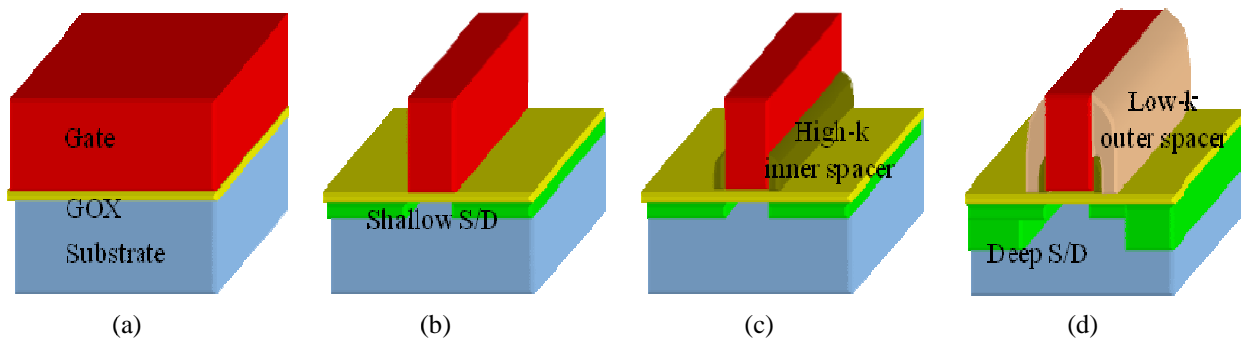 Gate
GOX
Substrate
Shallow S/D
High-k
inner spacer
Low-k
outer spacer
Deep S/D
(a)
(b)
(c)
(d)